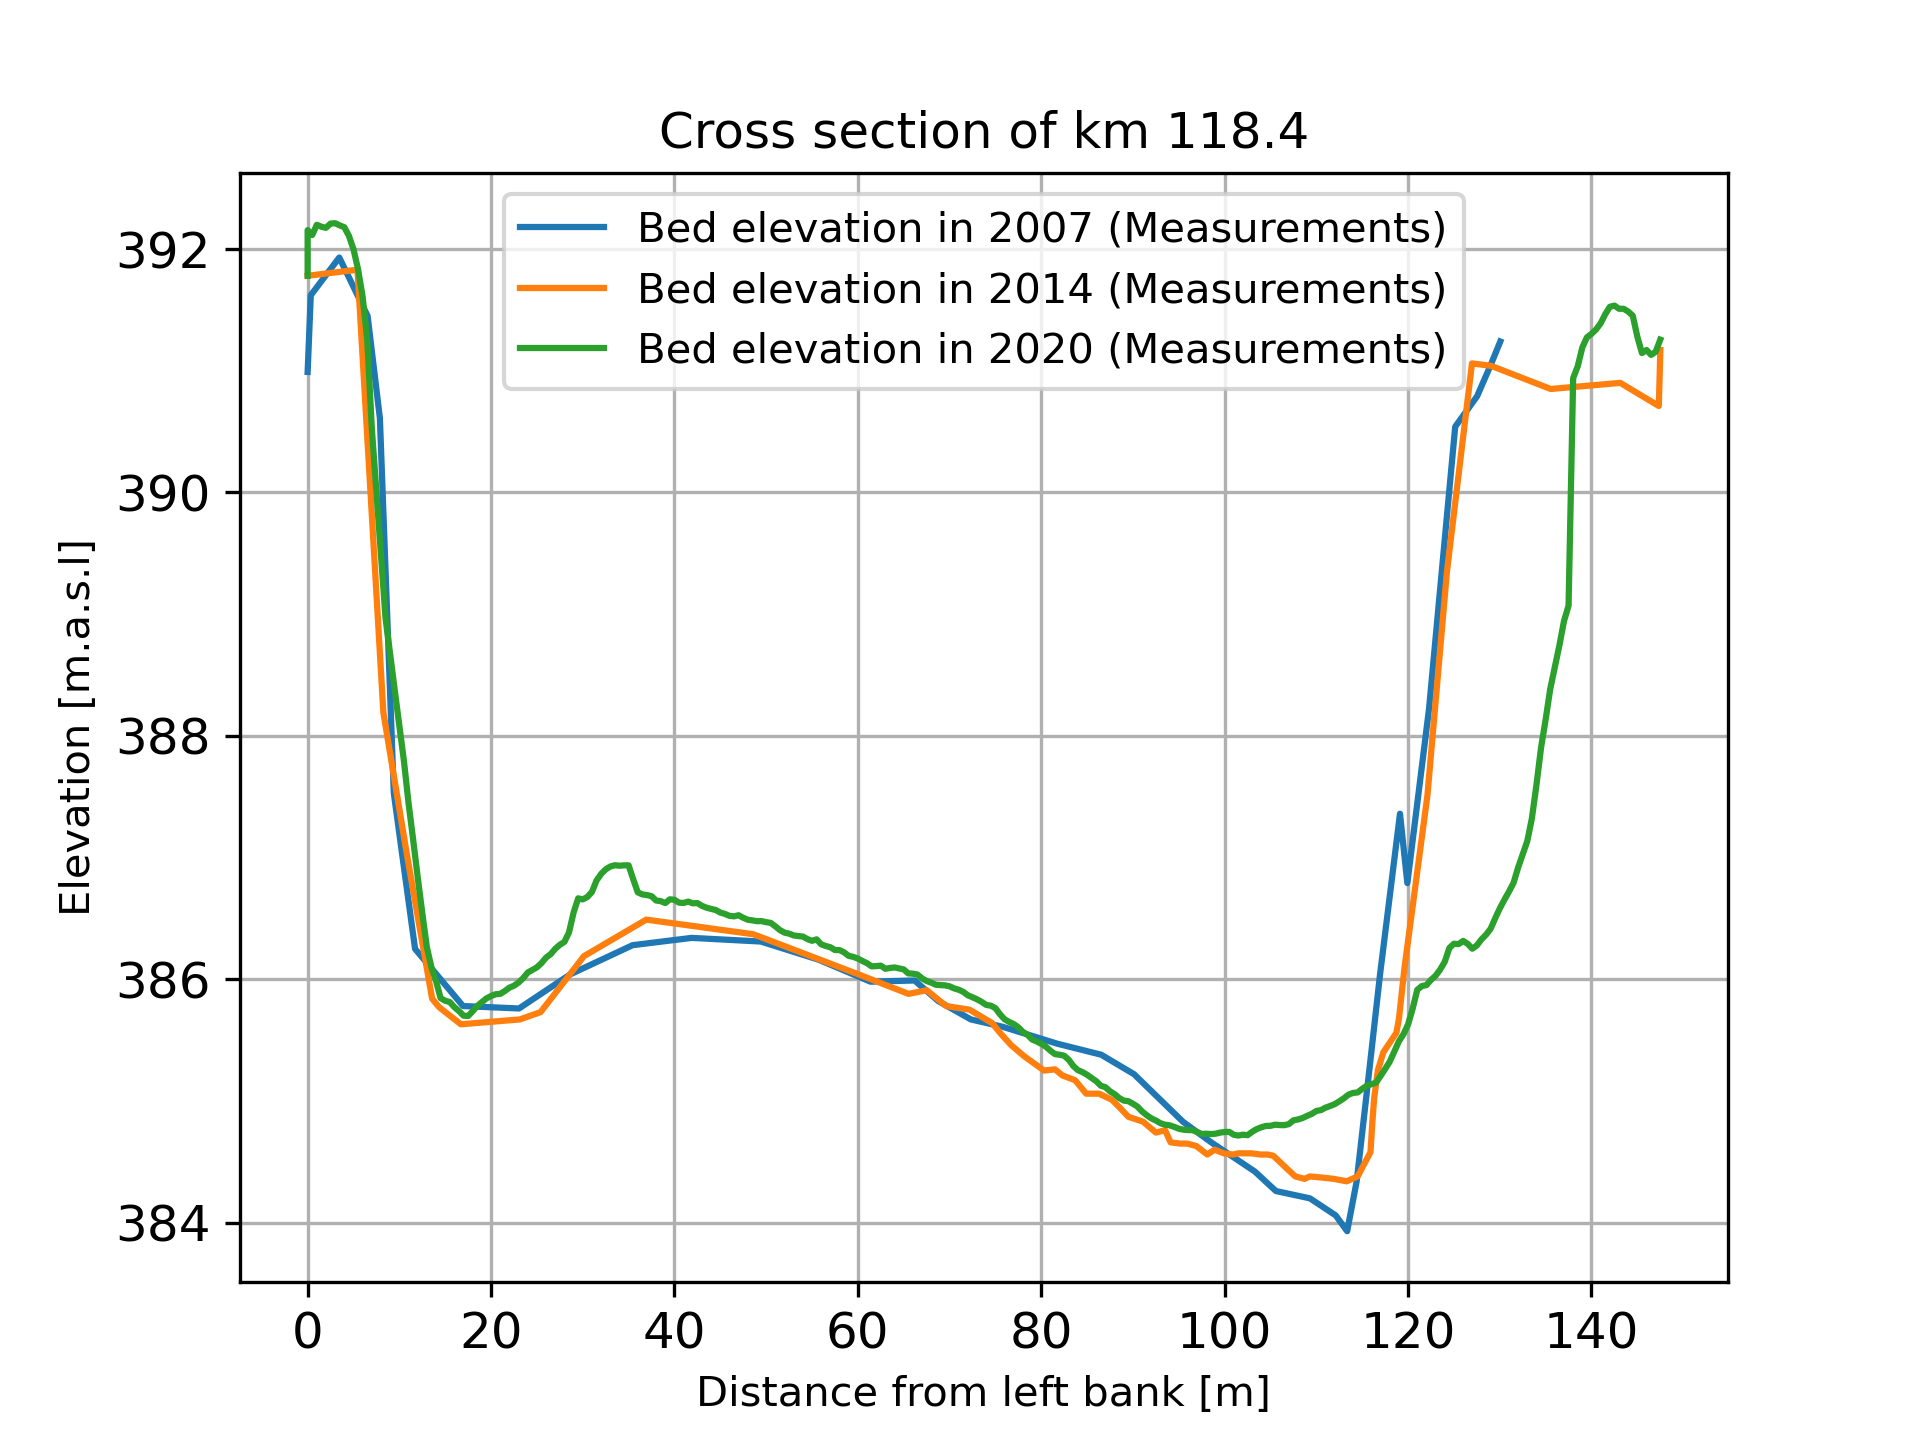 Cross section of km 118.4
Bed elevation in 2007 (Measurements)
Bed elevation in 2014 (Measurements)
Bed elevation in 2020 (Measurements)
392
390
388
386
384
Elevation [m.a.s.l]
0 20 40 60 80 100 120 140
Distance from left bank [m]